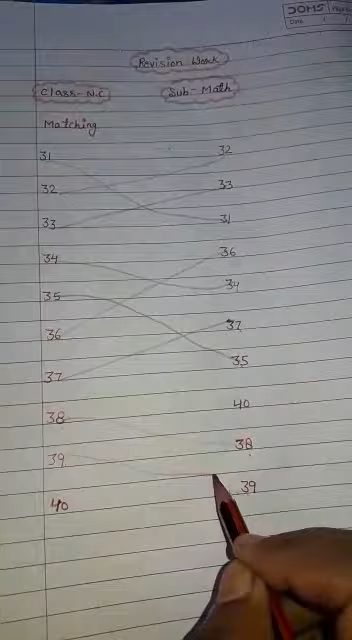 DOMS
Date
Revision Work
Class-N.C Sub-Math
Matching
31 32
32 33
33 31
34 36
35 34
36 37
37 35
38 40
39 38
40 39